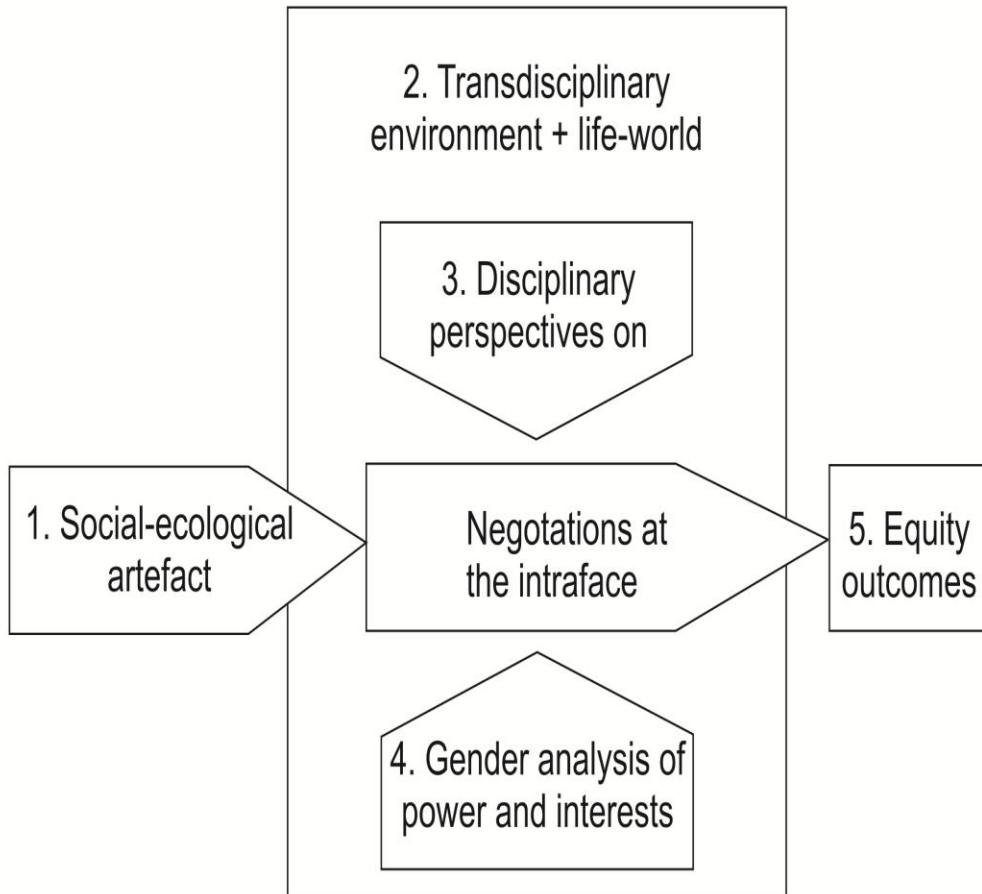 2. Transdisciplinary
environment + life-world
3. Disciplinary
perspectives on
1. Social-ecological
artefact
Negotations at
the intraface
5. Equity
outcomes
4. Gender analysis of
power and interests